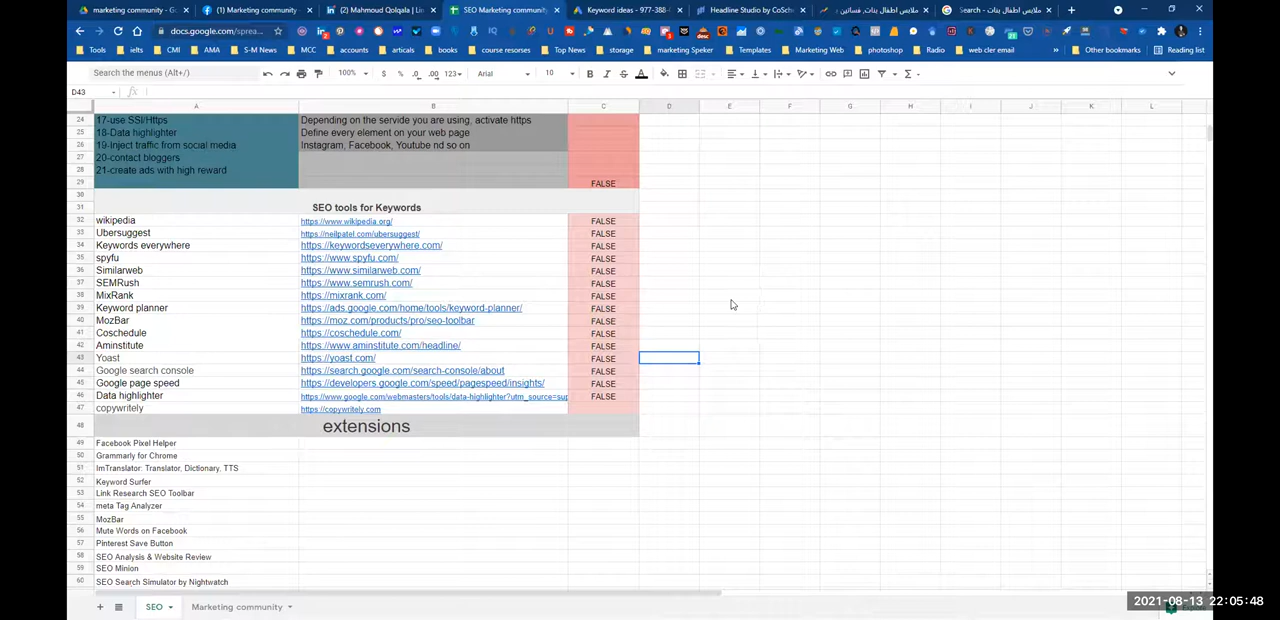 marketing community - G
(1) Marketing community
(2) Mahmoud Qolqala | Lin
SEO Marketing community
Keyword ideas - 977-388
Headline Studio by CoSch
ملابس اطفال بنات, فساتين
ملابس اطفال بنات - Search
docs.google.com/sprea
Tools ielts CMI AMA S-M News MCC accounts articals books course resorses Top News storage marketing Speker Templates Marketing Web photoshop Radio web cler email » Other bookmarks Reading list
Search the menus (Alt+/) 100% $ % .0 .00 123 Arial 10 B I S A
D43 fx
A B C D E F G H I J K L
24 17-use SSl/Https Depending on the servide you are using, activate https
25 18-Data highlighter Define every element on your web page
26 19-Inject traffic from social media Instagram, Facebook, Youtube nd so on
27 20-contact bloggers
28 21-create ads with high reward
29 FALSE
30
31 SEO tools for Keywords
32 wikipedia https://www.wikipedia.org/ FALSE
33 Ubersuggest https://neilpatel.com/ubersuggest/ FALSE
34 Keywords everywhere https://keywordseverywhere.com/ FALSE
35 spyfu https://www.spyfu.com/ FALSE
36 Similarweb https://www.similarweb.com/ FALSE
37 SEMRush https://www.semrush.com/ FALSE
38 MixRank https://mixrank.com/ FALSE
39 Keyword planner https://ads.google.com/home/tools/keyword-planner/ FALSE
40 MozBar https://moz.com/products/pro/seo-toolbar FALSE
41 Coschedule https://coschedule.com/ FALSE
42 Aminstitute https://www.aminstitute.com/headline/ FALSE
43 Yoast https://yoast.com/ FALSE
44 Google search console https://search.google.com/search-console/about FALSE
45 Google page speed https://developers.google.com/speed/pagespeed/insights/ FALSE
46 Data highlighter https://www.google.com/webmasters/tools/data-highlighter?utm_source=sup FALSE
47 copywritely https://copywritely.com
48 extensions
49 Facebook Pixel Helper
50 Grammarly for Chrome
51 ImTranslator: Translator, Dictionary, TTS
52 Keyword Surfer
53 Link Research SEO Toolbar
54 meta Tag Analyzer
55 MozBar
56 Mute Words on Facebook
57 Pinterest Save Button
58 SEO Analysis & Website Review
59 SEO Minion
60 SEO Search Simulator by Nightwatch
SEO Marketing community
2021-08-13 22:05:48